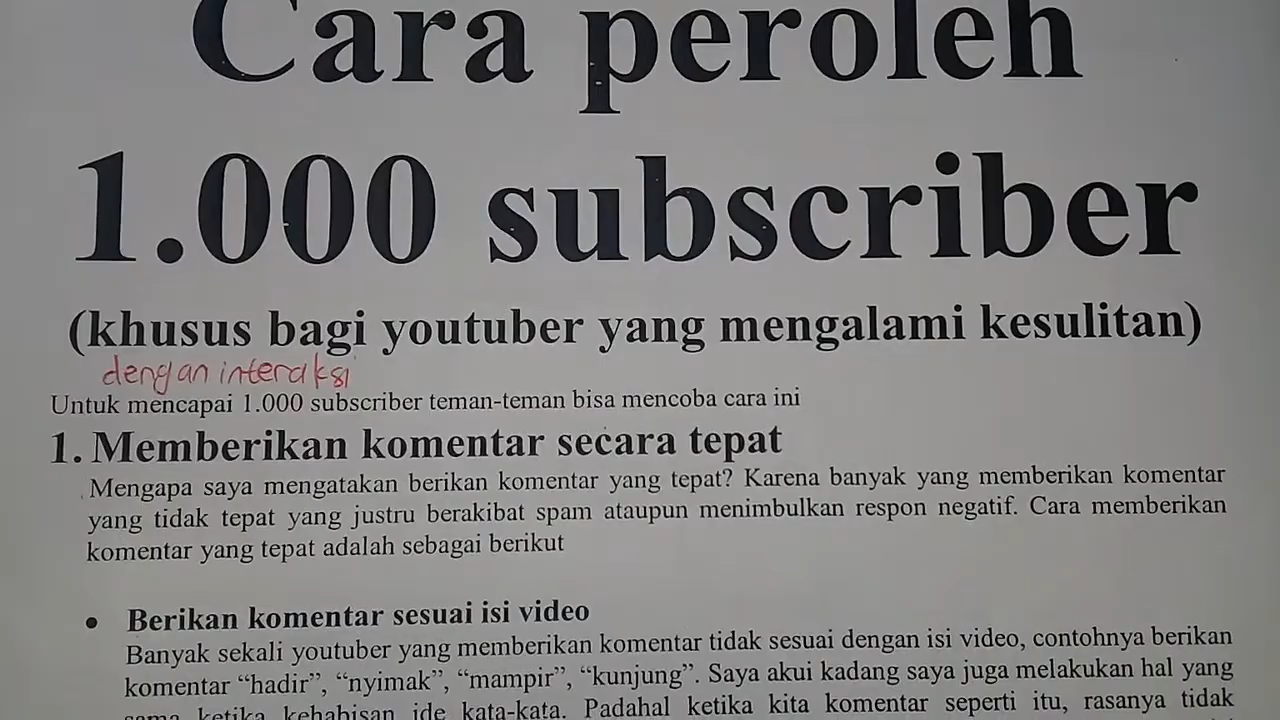 Cara peroleh
1.000 subscriber
(khusus bagi youtuber yang mengalami kesulitan)
dengan interaksi
Untuk mencapai 1.000 subscriber teman-teman bisa mencoba cara ini
1. Memberikan komentar secara tepat
Mengapa saya mengatakan berikan komentar yang tepat? Karena banyak yang memberikan komentar
yang tidak tepat yang justru berakibat spam ataupun menimbulkan respon negatif. Cara memberikan
komentar yang tepat adalah sebagai berikut
• Berikan komentar sesuai isi video
Banyak sekali youtuber yang memberikan komentar tidak sesuai dengan isi video, contohnya berikan
komentar “hadir”, “nyimak”, “mampir”, “kunjung”. Saya akui kadang saya juga melakukan hal yang
sama ketika kehabisan ide kata-kata. Padahal ketika kita komentar seperti itu, rasanya tidak